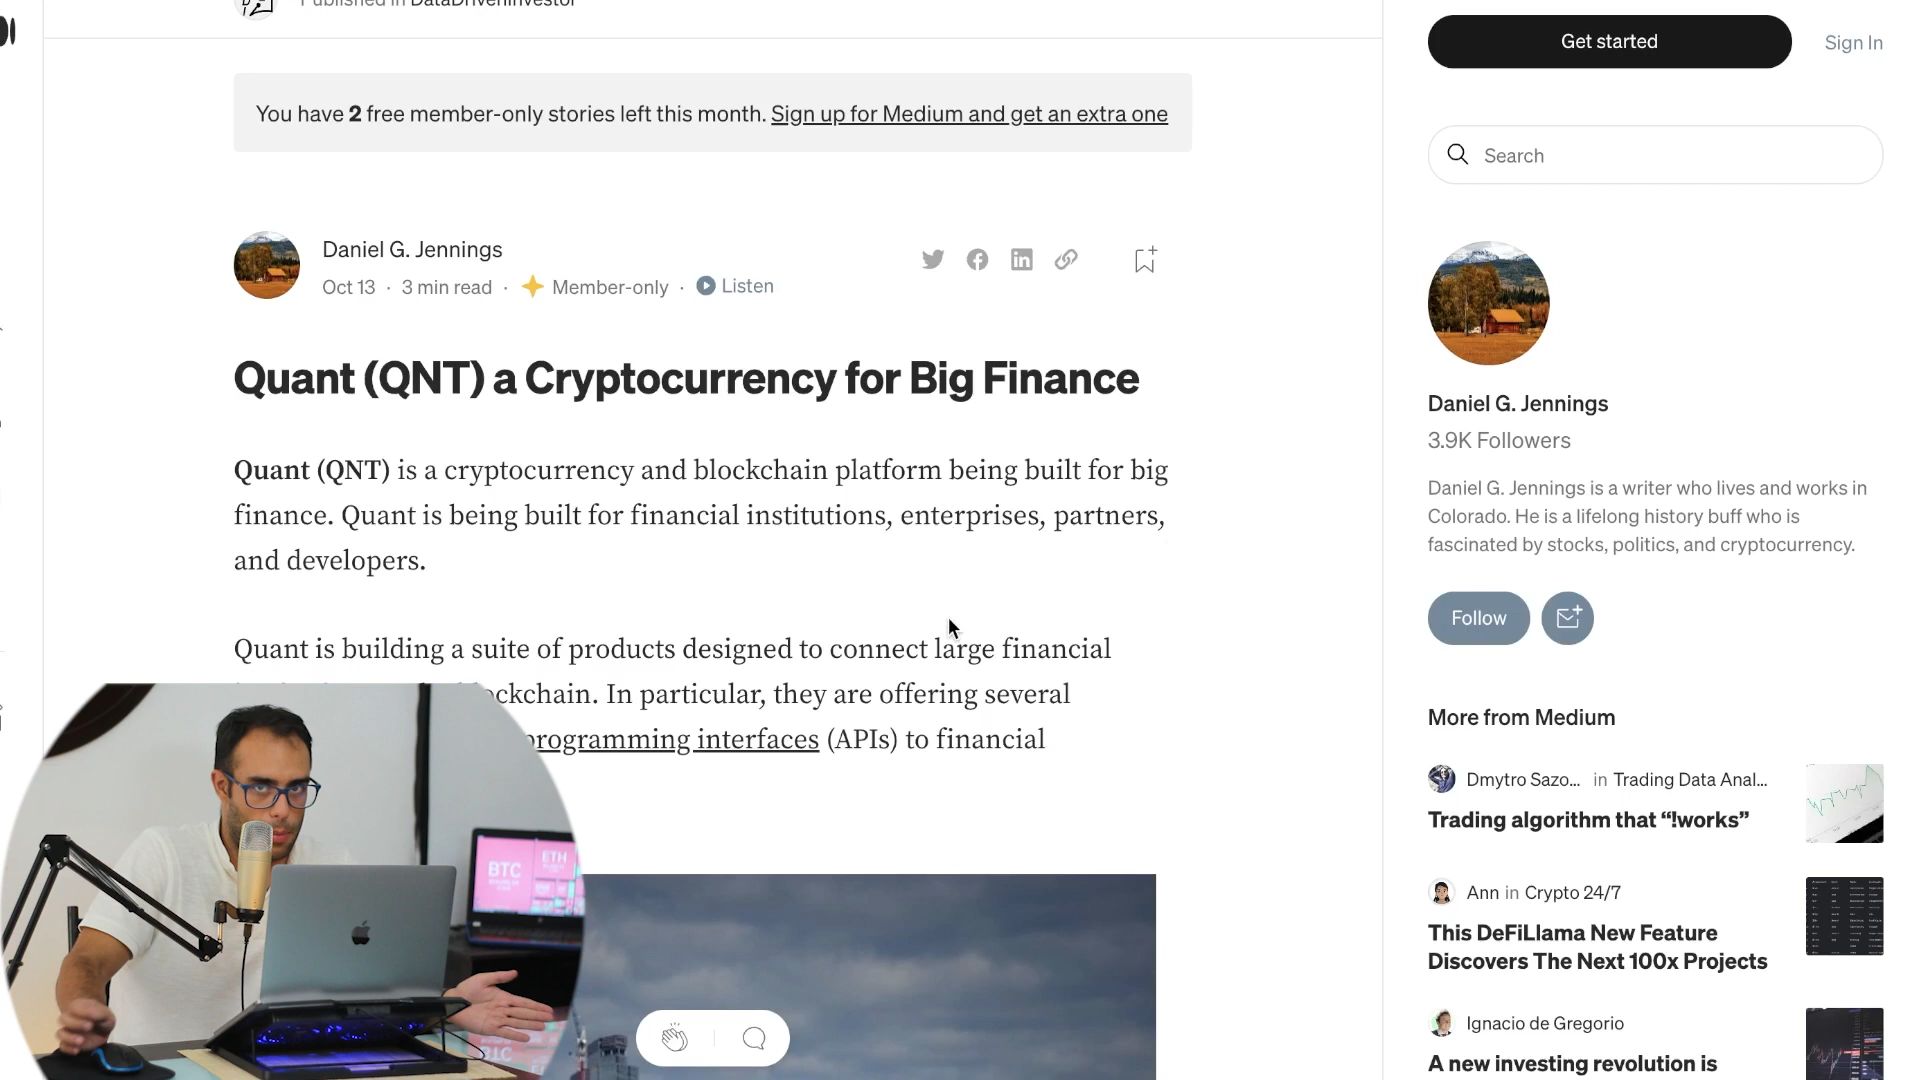 Published in DataDrivenInvestor
You have 2 free member-only stories left this month. Sign up for Medium and get an extra one
Daniel G. Jennings
Oct 13 · 3 min read · Member-only · Listen
Quant (QNT) a Cryptocurrency for Big Finance
Quant (QNT) is a cryptocurrency and blockchain platform being built for big
finance. Quant is being built for financial institutions, enterprises, partners,
and developers.
Quant is building a suite of products designed to connect large financial
ockchain. In particular, they are offering several
programming interfaces (APIs) to financial
BTC
ETH
BTC
Get started
Sign In
Search
Daniel G. Jennings
3.9K Followers
Daniel G. Jennings is a writer who lives and works in
Colorado. He is a lifelong history buff who is
fascinated by stocks, politics, and cryptocurrency.
Follow
More from Medium
Dmytro Sazo... in Trading Data Anal...
Trading algorithm that “!works”
Ann in Crypto 24/7
This DeFiLlama New Feature
Discovers The Next 100x Projects
Ignacio de Gregorio
A new investing revolution is